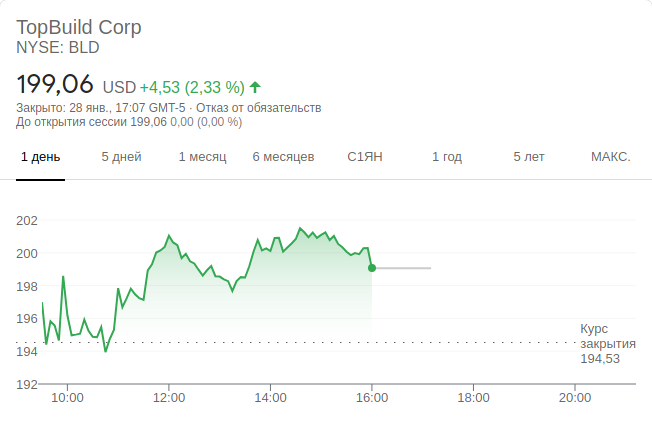 TopBuild Corp
NYSE: BLD
199,06 USD +4,53 (2,33 %)
Закрыто: 28 янв., 17:07 GMT-5 · Отказ от обязательств
До открытия сессии 199,06 0,00 (0,00 %)
1 день 5 дней 1 месяц 6 месяцев С1ЯН 1 год 5 лет МАКС.
202
200
198
196
194
192
Курс
закрытия
194,53
10:00 12:00 14:00 16:00 18:00 20:00